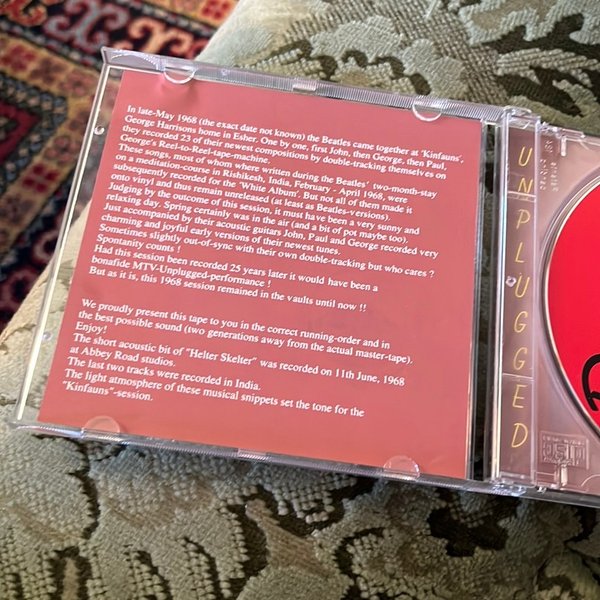 In late-May 1968 (the exact date not known) the Beatles came together at 'Kinfauns',
George Harrisons home in Esher. One by one, first John, then George, then Paul,
they recorded 23 of their newest compositions by double-tracking themselves on
George's Reel-to-Reel-tape-machine.
These songs, most of whom where written during the Beatles' two-month-stay
on a meditation-course in Rishikesh, India, February - April 1968, were
subsequently recorded for the 'White Album'. But not all of them made it
onto vinyl and thus remain unreleased (at least as Beatles-versions).
Judging by the outcome of this session, it must have been a very sunny and
relaxing day. Spring certainly was in the air (and a bit of pot maybe too).
Just accompanied by their acoustic guitars John, Paul and George recorded very
charming and joyful early versions of their newest tunes.
Sometimes slightly out-of-sync with their own double-tracking but who cares ?
Spontanity counts !
Had this session been recorded 25 years later it would have been a
bonafide MTV-Unplugged-performance !
But as it is, this 1968 session remained in the vaults until now !!
We proudly present this tape to you in the correct running-order and in
the best possible sound (two generations away from the actual master-tape).
Enjoy!
The short acoustic bit of "Helter Skelter" was recorded on 11th June, 1968
at Abbey Road studios.
The last two tracks were recorded in India.
The light atmosphere of these musical snippets set the tone for the
"Kinfauns"-session.
UNPLUGGED